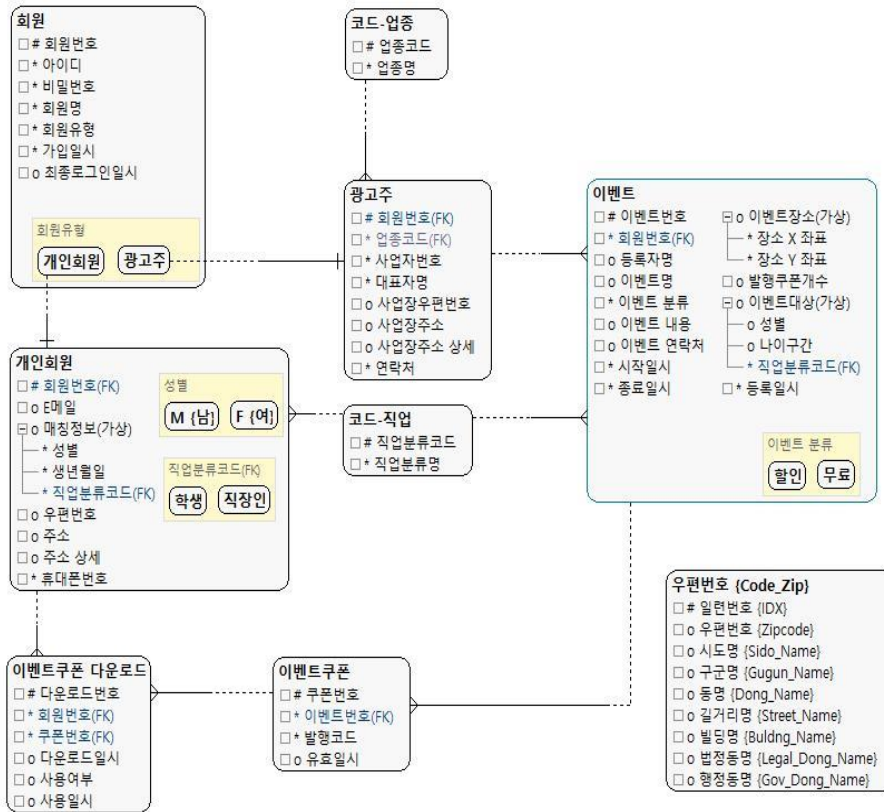 회원
# 회원번호
* 아이디
* 비밀번호
* 회원명
* 회원유형
* 가입일시
o 최종로그인일시
회원유형
개인회원 광고주
코드-업종
# 업종코드
* 업종명
광고주
# 회원번호(FK)
* 업종코드(FK)
* 사업자번호
* 대표자명
o 사업장우편번호
o 사업장주소
o 사업장주소 상세
* 연락처
이벤트
# 이벤트번호
* 회원번호(FK)
o 등록자명
o 이벤트명
* 이벤트 분류
o 이벤트 내용
o 이벤트 연락처
* 시작일시
* 종료일시
o 이벤트장소(가상)
* 장소 X 좌표
* 장소 Y 좌표
o 발행쿠폰개수
o 이벤트대상(가상)
o 성별
o 나이구간
* 직업분류코드(FK)
* 등록일시
이벤트 분류
할인 무료
개인회원
# 회원번호(FK)
o E메일
o 매칭정보(가상)
* 성별
* 생년월일
* 직업분류코드(FK)
o 우편번호
o 주소
o 주소 상세
* 휴대폰번호
성별
M {남} F {여}
직업분류코드(FK)
학생 직장인
코드-직업
# 직업분류코드
* 직업분류명
이벤트쿠폰 다운로드
# 다운로드번호
* 회원번호(FK)
* 쿠폰번호(FK)
o 다운로드일시
o 사용여부
o 사용일시
이벤트쿠폰
# 쿠폰번호
* 이벤트번호(FK)
* 발행코드
o 유효일시
우편번호 {Code_Zip}
# 일련번호 {IDX}
o 우편번호 {Zipcode}
o 시도명 {Sido_Name}
o 구군명 {Gugun_Name}
o 동명 {Dong_Name}
o 길거리명 {Street_Name}
o 빌딩명 {Buldng_Name}
o 법정동명 {Legal_Dong_Name}
o 행정동명 {Gov_Dong_Name}